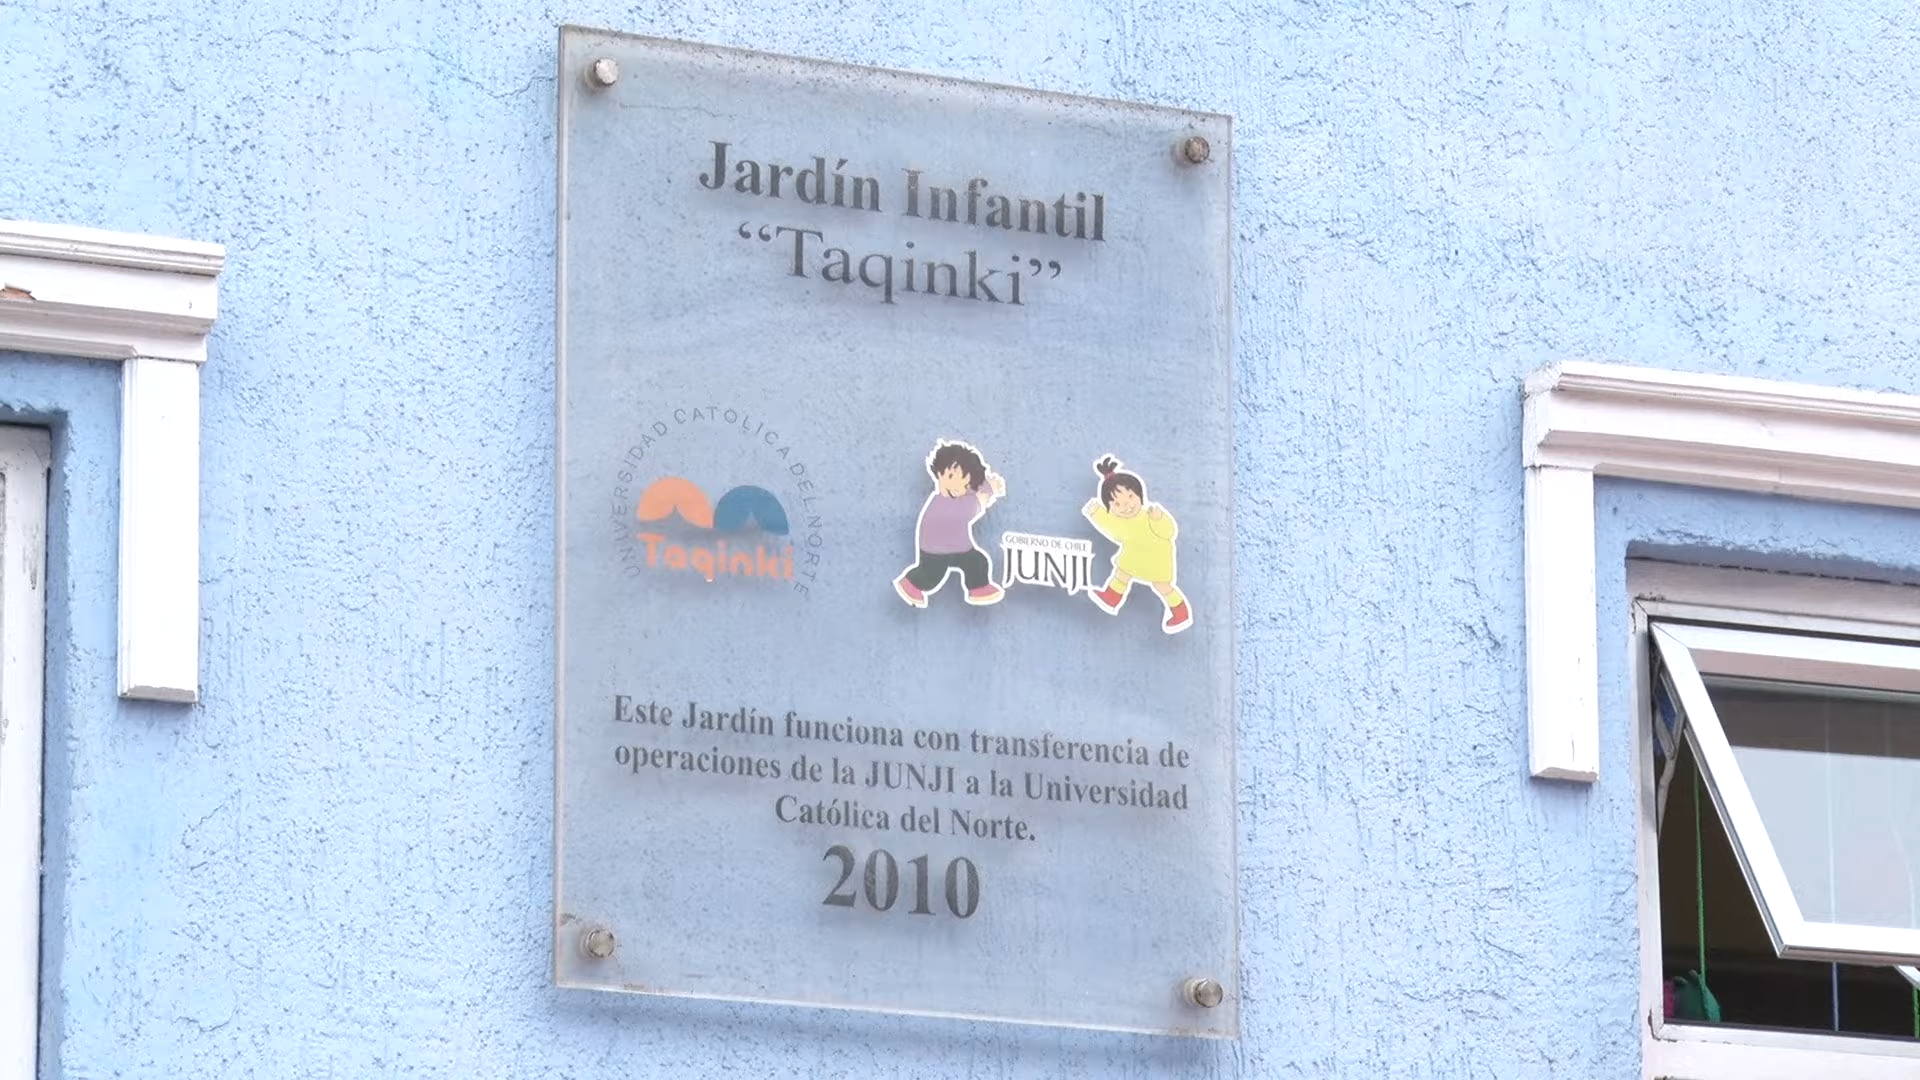 Jardín Infantil
“Taqinki”
UNIVERSIDAD CATOLICA DEL NORTE
Taqinki
GOBIERNO DE CHILE
JUNJI
Este Jardín funciona con transferencia de
operaciones de la JUNJI a la Universidad
Católica del Norte.
2010